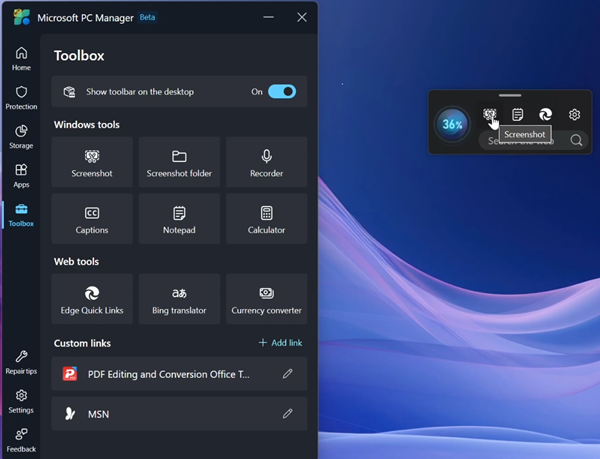 Microsoft PC Manager Beta
Home
Protection
Storage
Apps
Toolbox
Repair tips
Settings
Feedback
Toolbox
Show toolbar on the desktop On
Windows tools
Screenshot Screenshot folder Recorder
CC
Captions Notepad Calculator
Web tools
Edge Quick Links Bing translator Currency converter
Custom links + Add link
PDF Editing and Conversion Office T...
MSN
36%
Screenshot
Search the web